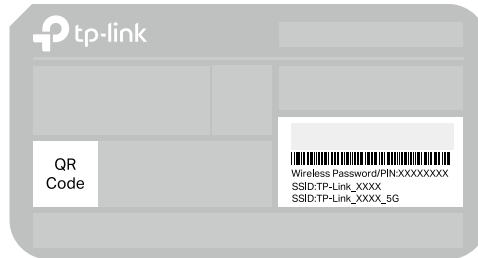 tp-link
QR
Code
Wireless Password/PIN:XXXXXXXX
SSID:TP-Link_XXXX
SSID:TP-Link_XXXX_5G